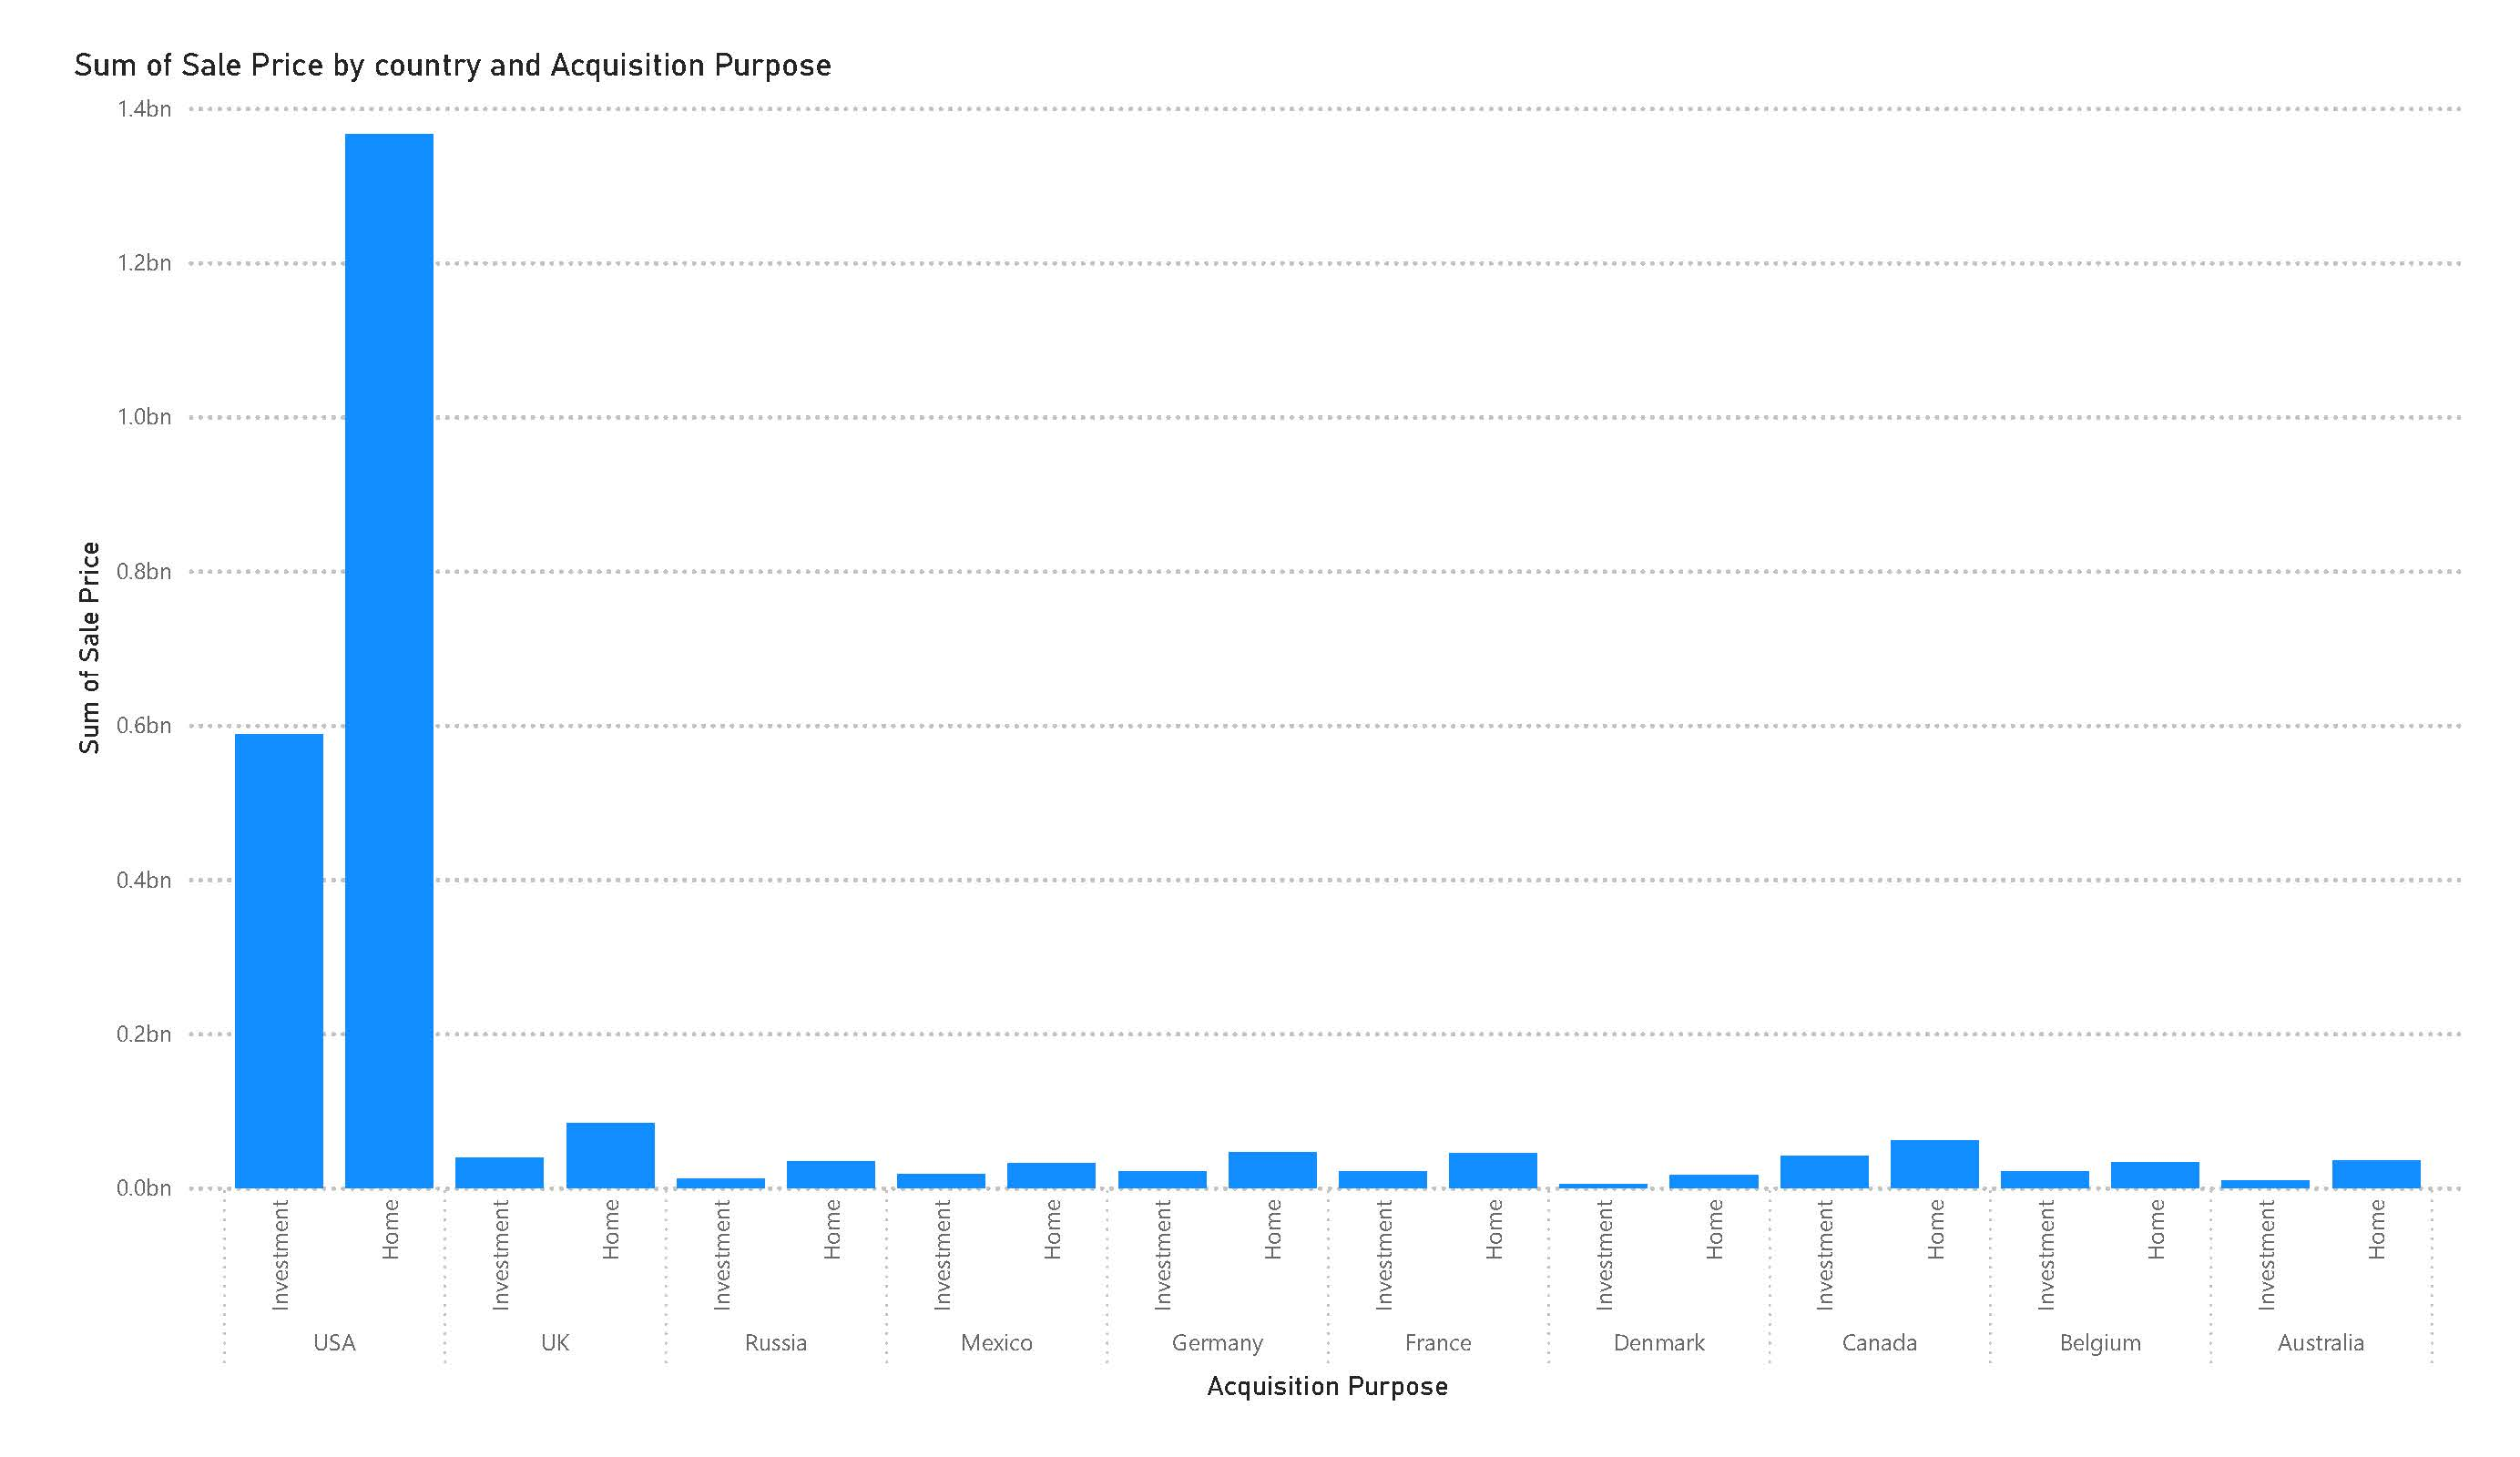 Sum of Sale Price by country and Acquisition Purpose
1.4bn
1.2bn
1.0bn
0.8bn
0.6bn
0.4bn
0.2bn
0.0bn
Sum of Sale Price
Investment
Home
Investment
Home
Investment
Home
Investment
Home
Investment
Home
Investment
Home
Investment
Home
Investment
Home
Investment
Home
Investment
Home
USA
UK
Russia
Mexico
Germany
France
Denmark
Canada
Belgium
Australia
Acquisition Purpose